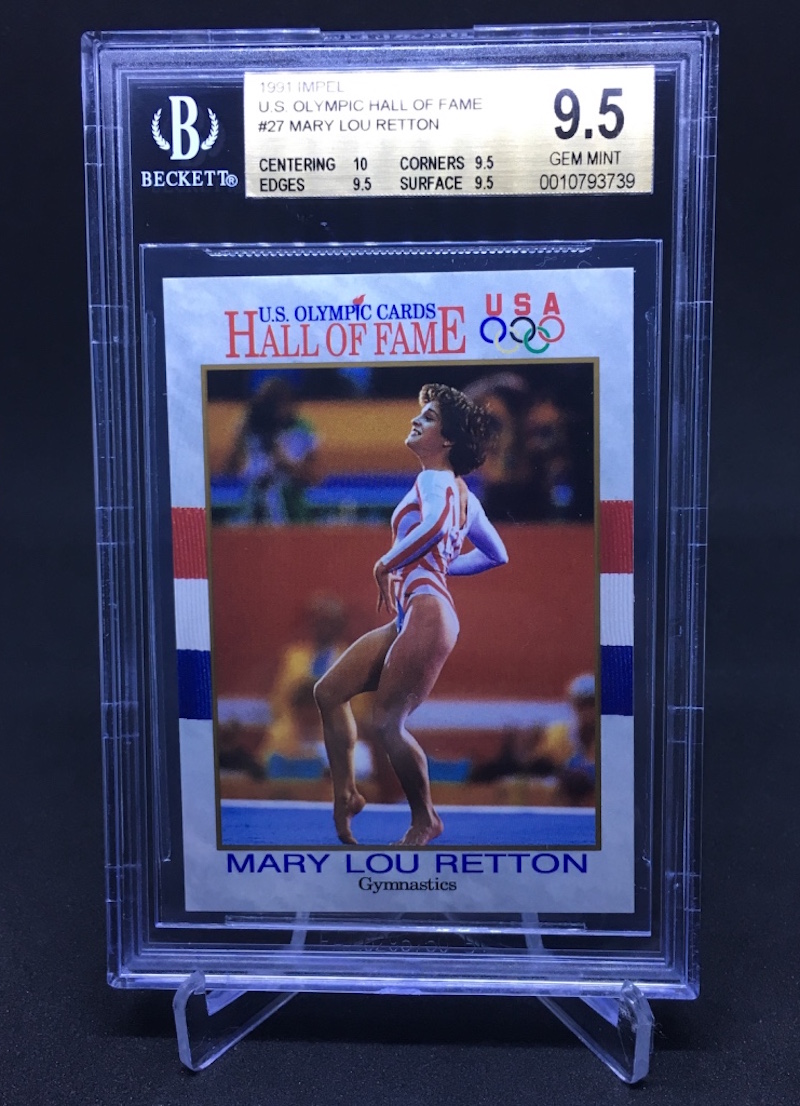 1991 IMPEL
U.S. OLYMPIC HALL OF FAME
#27 MARY LOU RETTON
CENTERING 10 CORNERS 9.5
EDGES 9.5 SURFACE 9.5
9.5
GEM MINT
0010793739
B
BECKETT®
U.S. OLYMPIC CARDS
HALL OF FAME
USA
MARY LOU RETTON
Gymnastics